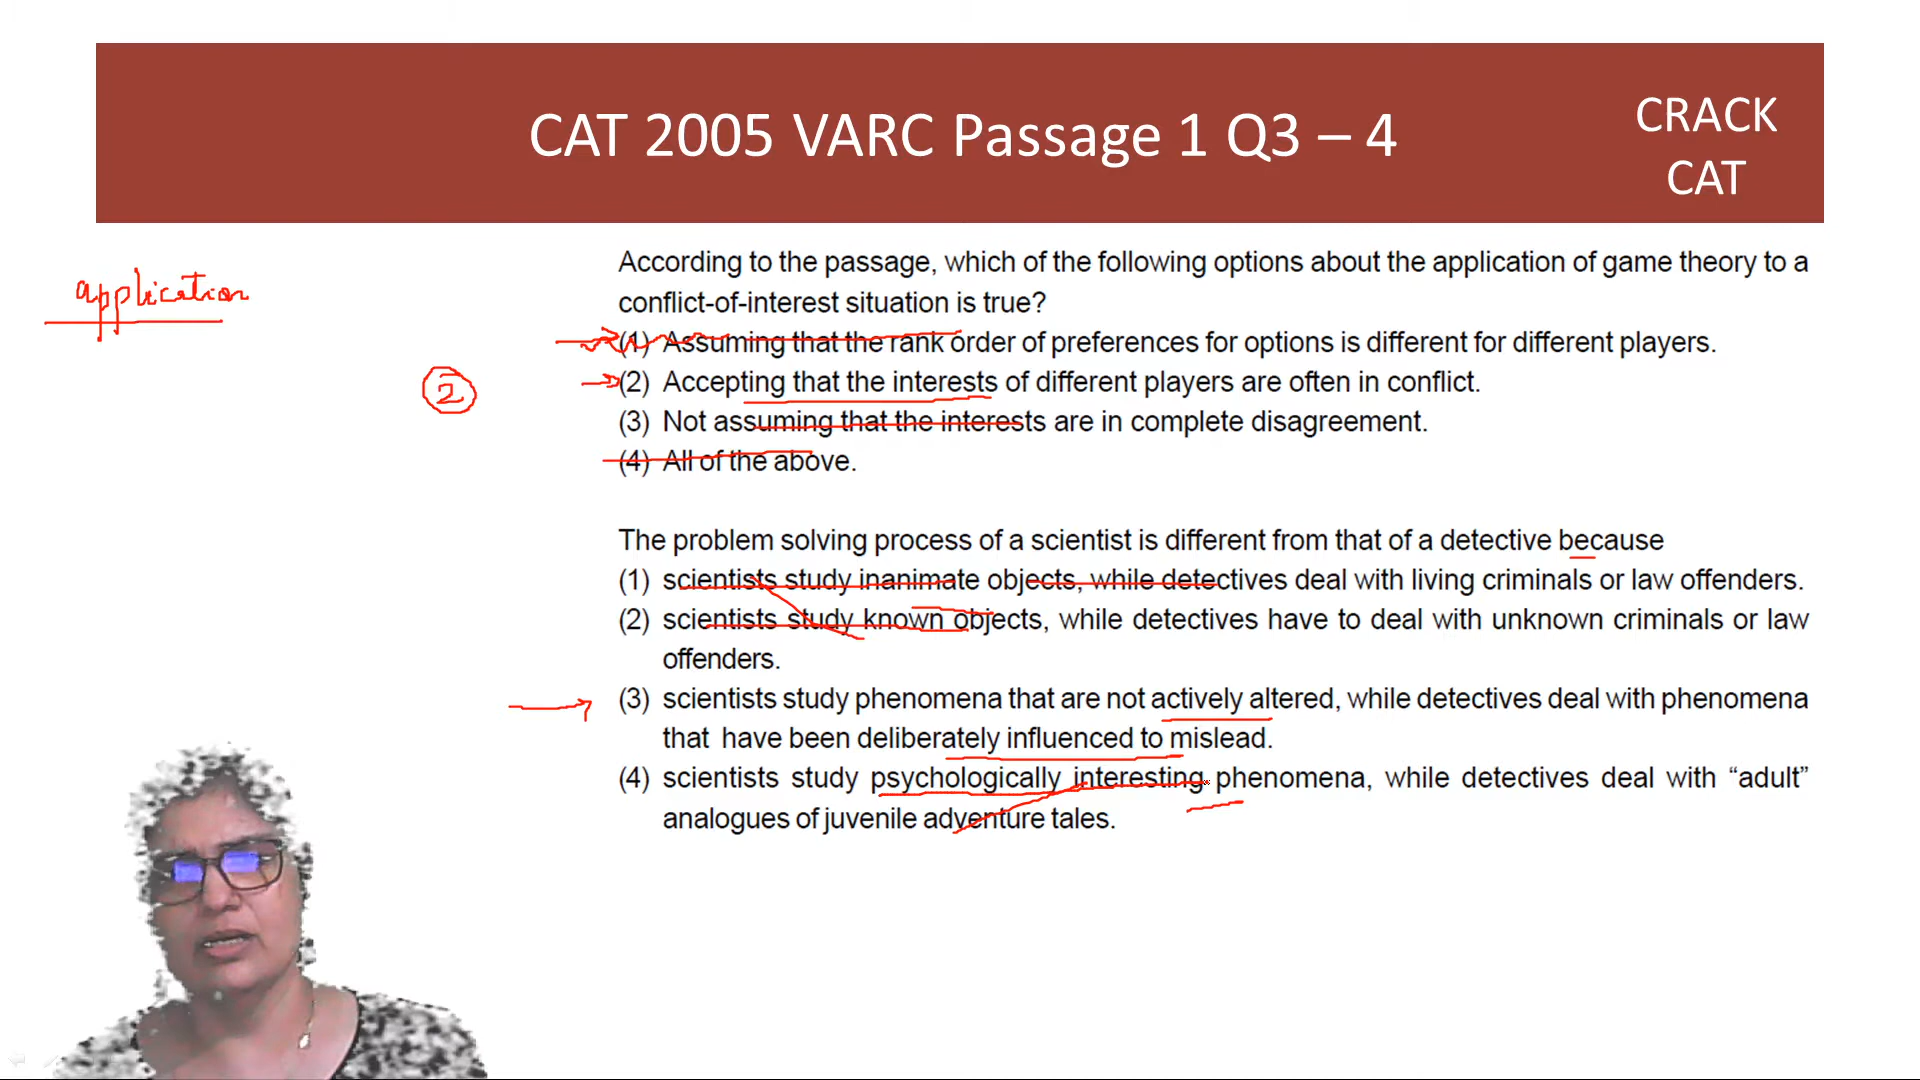 CAT 2005 VARC Passage 1 Q3 – 4
CRACK
CAT
application
According to the passage, which of the following options about the application of game theory to a
conflict-of-interest situation is true?
(1) Assuming that the rank order of preferences for options is different for different players.
2
(2) Accepting that the interests of different players are often in conflict.
(3) Not assuming that the interests are in complete disagreement.
(4) All of the above.
The problem solving process of a scientist is different from that of a detective because
(1) scientists study inanimate objects, while detectives deal with living criminals or law offenders.
(2) scientists study known objects, while detectives have to deal with unknown criminals or law
offenders.
(3) scientists study phenomena that are not actively altered, while detectives deal with phenomena
that have been deliberately influenced to mislead.
(4) scientists study psychologically interesting phenomena, while detectives deal with “adult”
analogues of juvenile adventure tales.